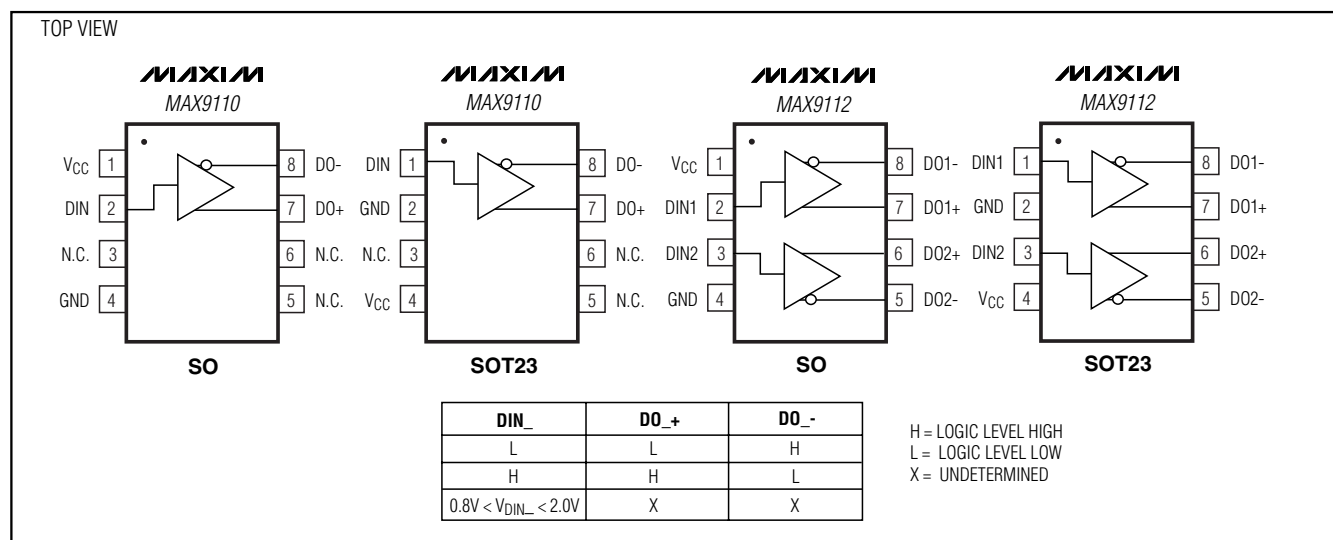 TOP VIEW
MAXIM
MAX9110
VCC 1
DIN 2
N.C. 3
GND 4
8 DO-
7 DO+
6 N.C.
5 N.C.
SO
MAXIM
MAX9110
DIN 1
GND 2
N.C. 3
VCC 4
8 DO-
7 DO+
6 N.C.
5 N.C.
SOT23
MAXIM
MAX9112
VCC 1
DIN1 2
DIN2 3
GND 4
8 DO1-
7 DO1+
6 DO2+
5 DO2-
SO
MAXIM
MAX9112
DIN1 1
GND 2
DIN2 3
VCC 4
8 DO1-
7 DO1+
6 DO2+
5 DO2-
SOT23
DIN_ DO_+ DO_-
L L H
H H L
0.8V < VDIN_ < 2.0V X X
H = LOGIC LEVEL HIGH
L = LOGIC LEVEL LOW
X = UNDETERMINED